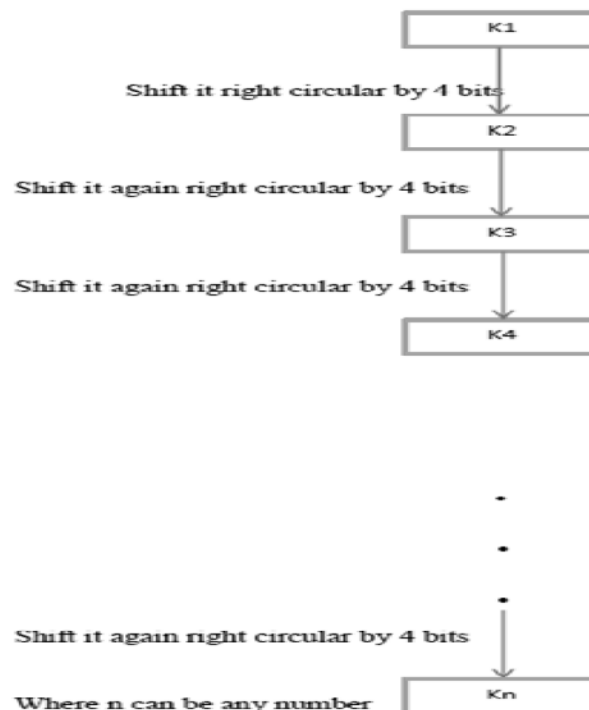 K1
Shift it right circular by 4 bits
K2
Shift it again right circular by 4 bits
K3
Shift it again right circular by 4 bits
K4
Shift it again right circular by 4 bits
Kn
Where n can be any number